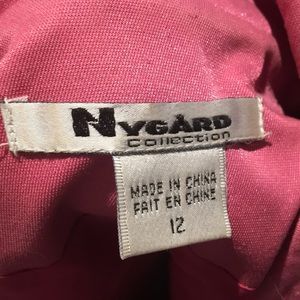 NYGÅRD
Collection
MADE IN CHINA
FAIT EN CHINE
12